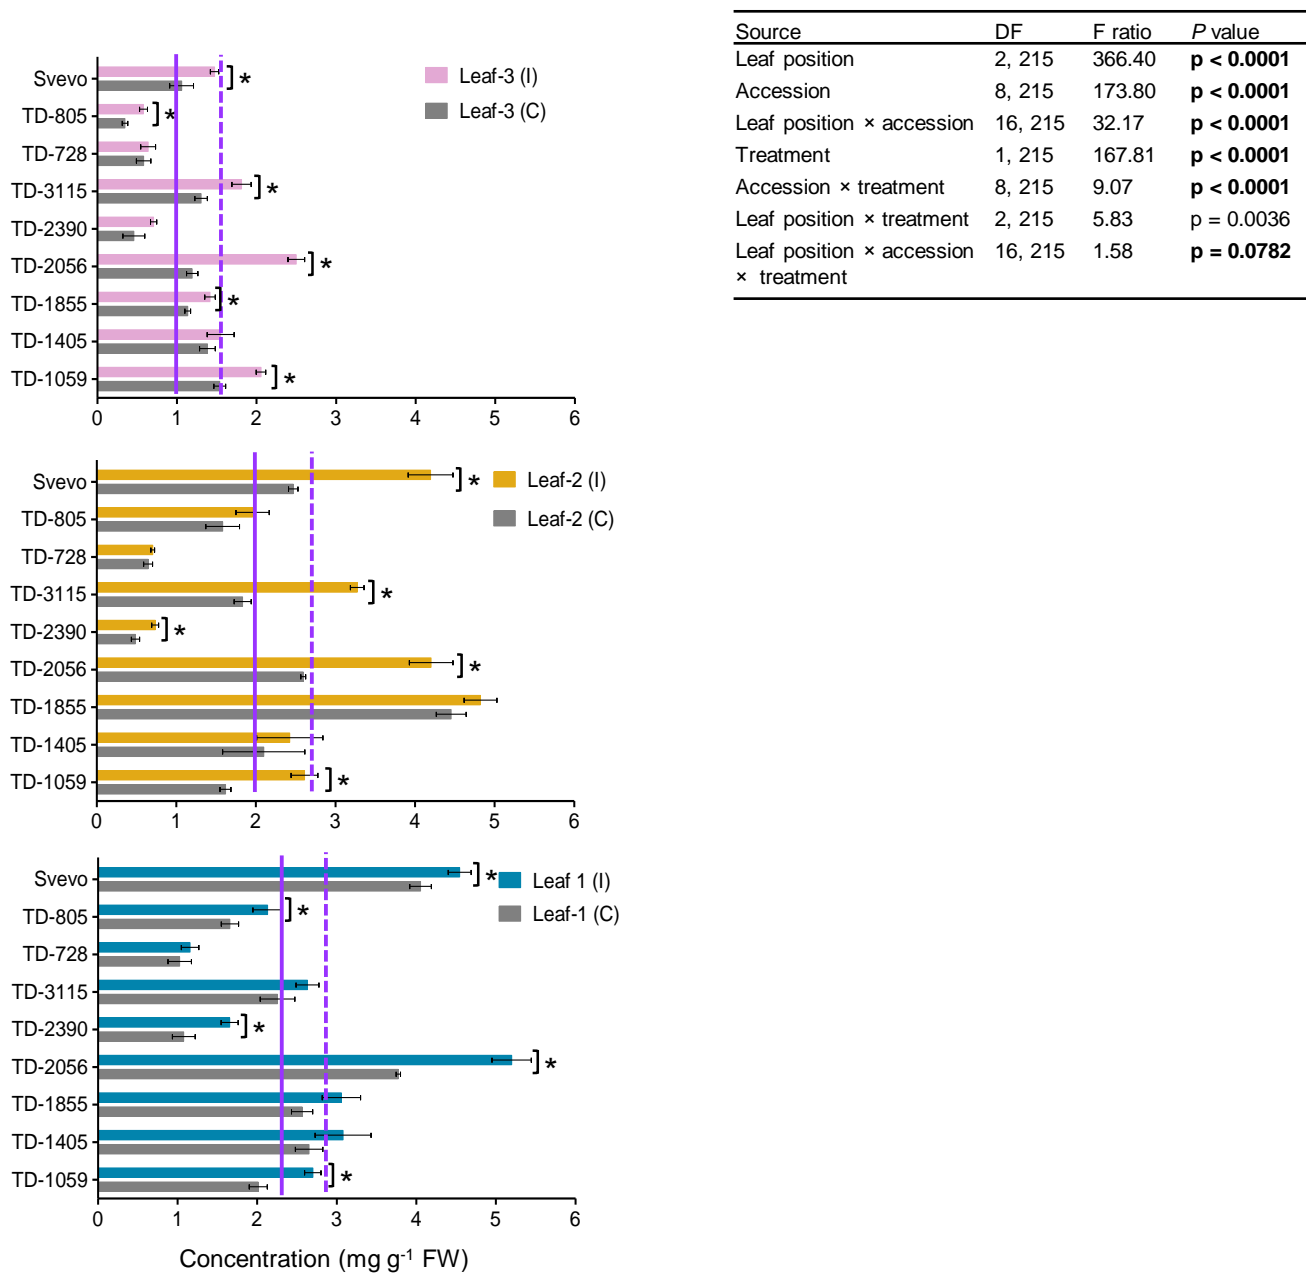 Source DF F ratio P value
Leaf position 2, 215 366.40 p < 0.0001
Accession 8, 215 173.80 p < 0.0001
Leaf position × accession 16, 215 32.17 p < 0.0001
Treatment 1, 215 167.81 p < 0.0001
Accession × treatment 8, 215 9.07 p < 0.0001
Leaf position × treatment 2, 215 5.83 p = 0.0036
Leaf position × accession 16, 215 1.58 p = 0.0782
× treatment
Leaf-3 (I)
Leaf-3 (C)
Svevo *
TD-805 *
TD-728
TD-3115 *
TD-2390
TD-2056 *
TD-1855 *
TD-1405
TD-1059 *
0 1 2 3 4 5 6
Leaf-2 (I)
Leaf-2 (C)
Svevo *
TD-805
TD-728
TD-3115 *
TD-2390 *
TD-2056 *
TD-1855
TD-1405
TD-1059 *
0 1 2 3 4 5 6
Leaf 1 (I)
Leaf-1 (C)
Svevo *
TD-805 *
TD-728
TD-3115
TD-2390 *
TD-2056 *
TD-1855
TD-1405
TD-1059 *
0 1 2 3 4 5 6
Concentration (mg g⁻¹ FW)